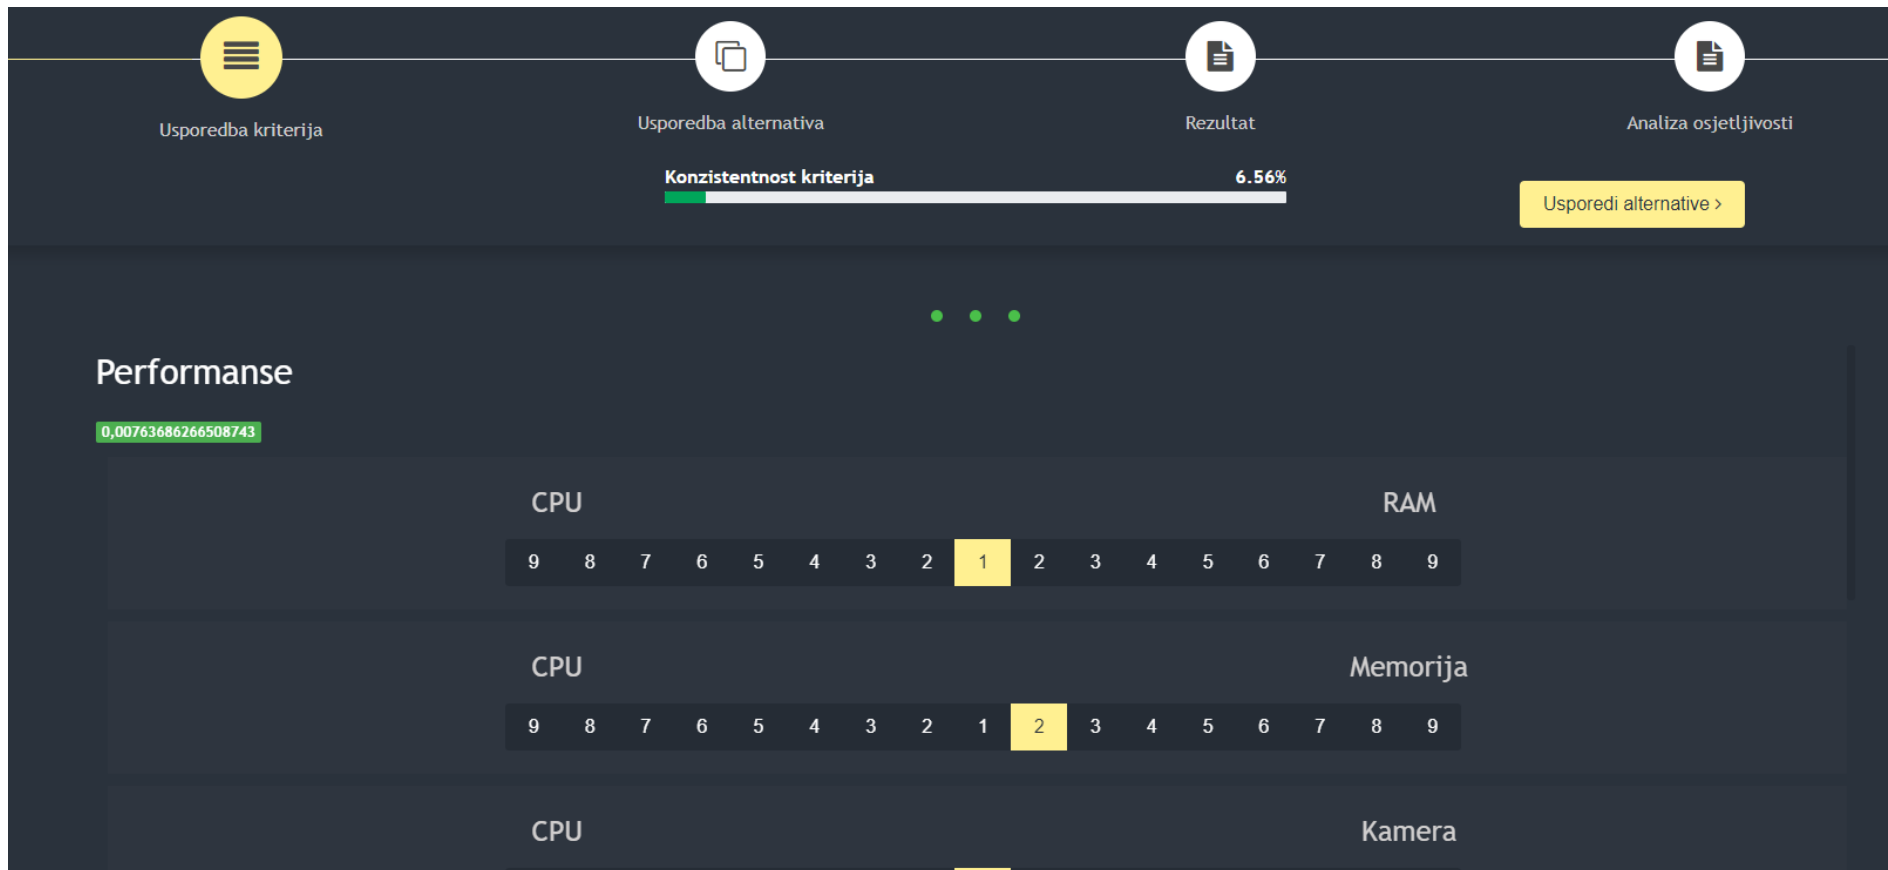 Usporedba kriterija
Usporedba alternativa
Rezultat
Analiza osjetljivosti
Konzistentnost kriterija 6.56%
Usporedi alternative >
Performanse
0,00763686266508743
CPU RAM
9 8 7 6 5 4 3 2 1 2 3 4 5 6 7 8 9
CPU Memorija
9 8 7 6 5 4 3 2 1 2 3 4 5 6 7 8 9
CPU Kamera